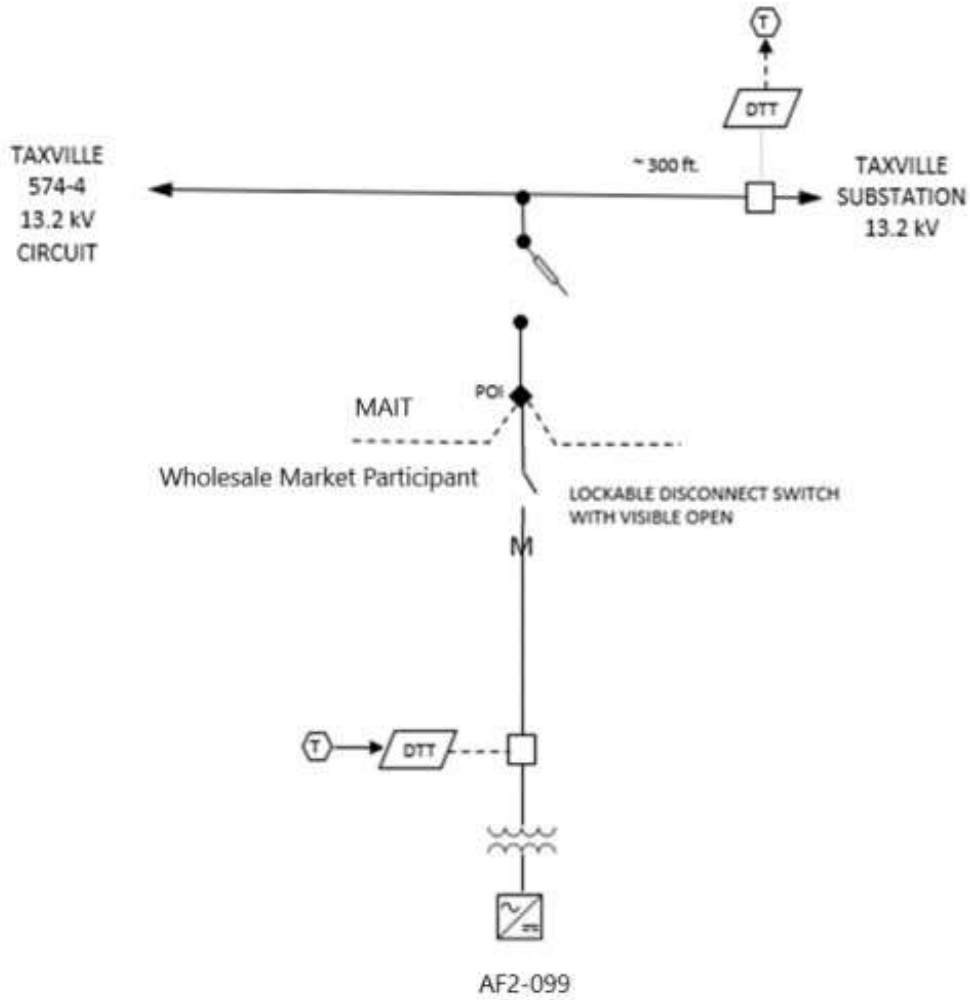 T
DTT
TAXVILLE
574-4
13.2 kV
CIRCUIT
~ 300 ft.
TAXVILLE
SUBSTATION
13.2 kV
POI
MAIT
Wholesale Market Participant
LOCKABLE DISCONNECT SWITCH
WITH VISIBLE OPEN
M
T
DTT
AF2-099